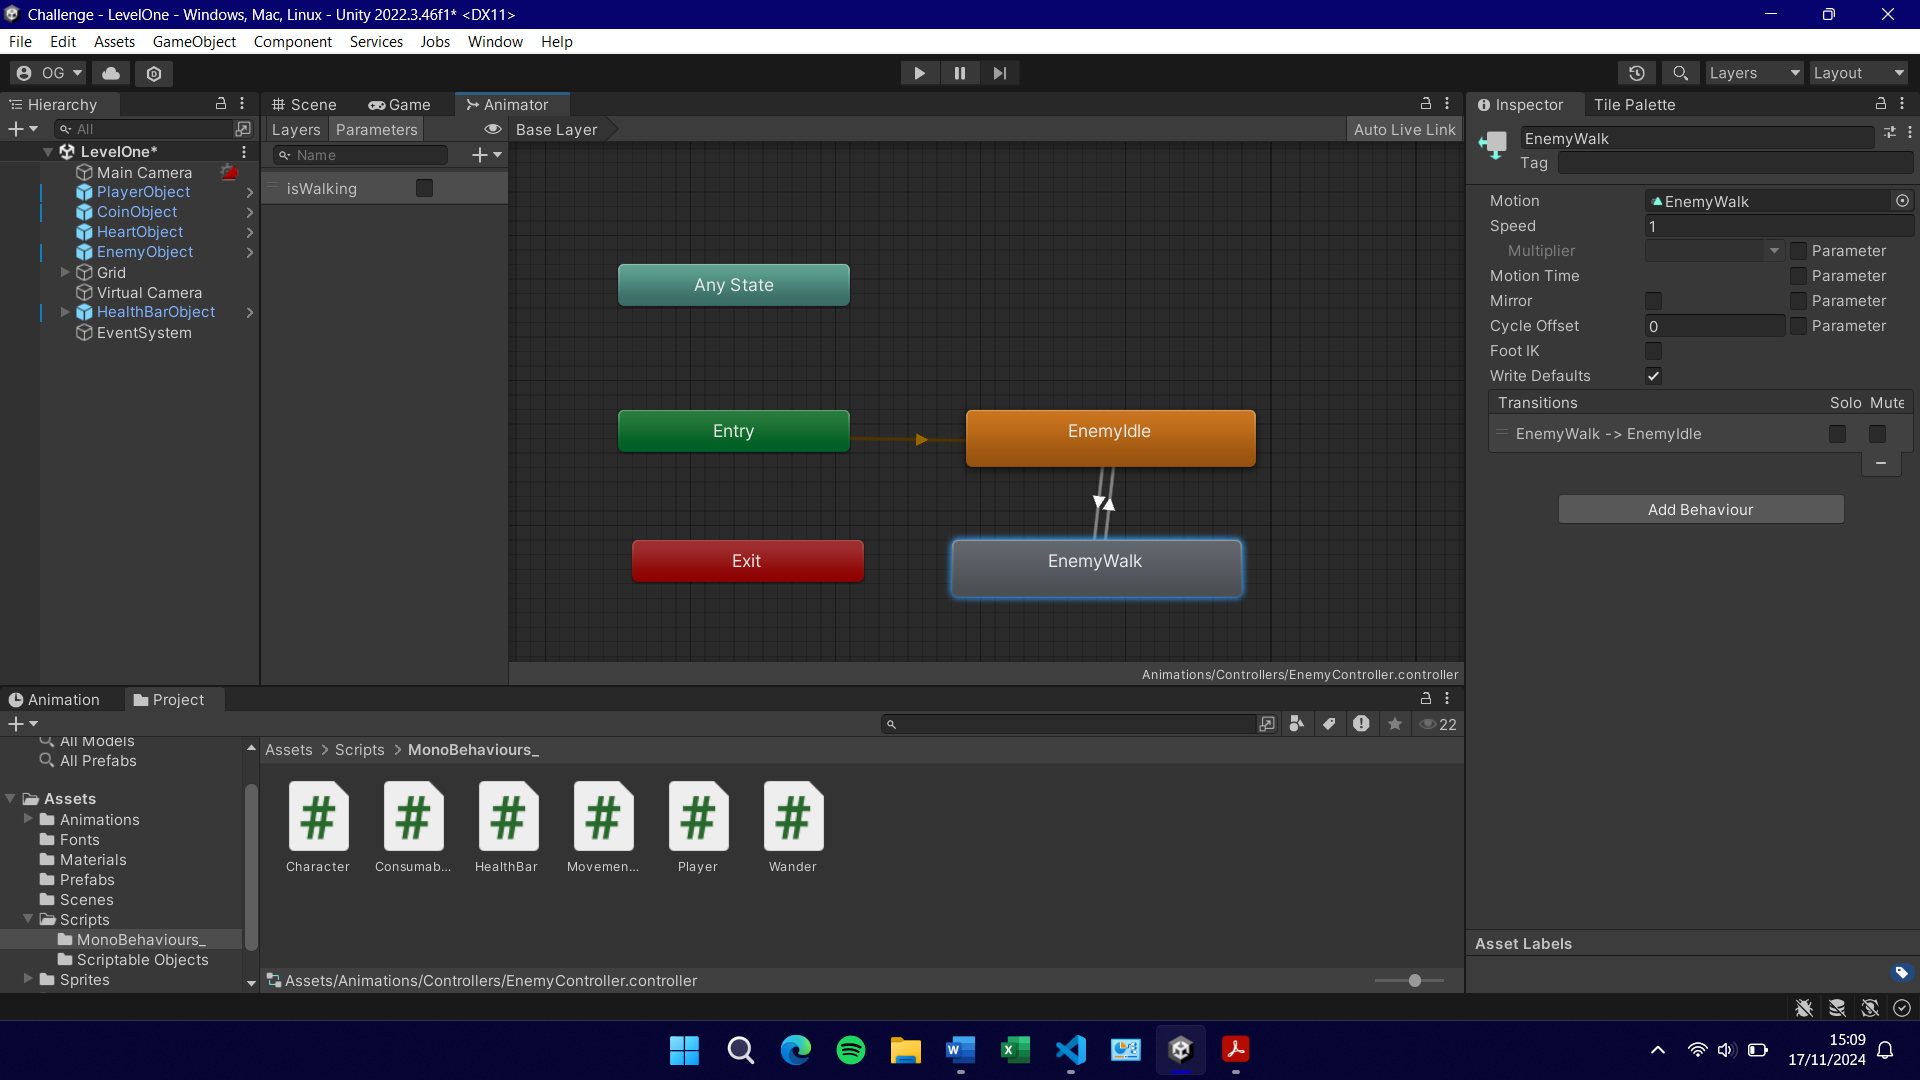 Challenge - LevelOne - Windows, Mac, Linux - Unity 2022.3.46f1* <DX11>
File Edit Assets GameObject Component Services Jobs Window Help
OG
Layers
Layout
Hierarchy
All
LevelOne*
Main Camera
PlayerObject
CoinObject
HeartObject
EnemyObject
Grid
Virtual Camera
HealthBarObject
EventSystem
Scene Game Animator
Layers Parameters
Base Layer
Auto Live Link
Name
isWalking
Any State
Entry
EnemyIdle
Exit
EnemyWalk
Animations/Controllers/EnemyController.controller
Inspector Tile Palette
EnemyWalk
Tag
Motion EnemyWalk
Speed 1
Multiplier Parameter
Motion Time Parameter
Mirror Parameter
Cycle Offset 0 Parameter
Foot IK
Write Defaults
Transitions Solo Mute
EnemyWalk -> EnemyIdle
Add Behaviour
Asset Labels
Animation Project
22
All Models
All Prefabs
Assets
Animations
Fonts
Materials
Prefabs
Scenes
Scripts
MonoBehaviours_
Scriptable Objects
Sprites
Assets > Scripts > MonoBehaviours_
Character Consumab... HealthBar Movemen... Player Wander
Assets/Animations/Controllers/EnemyController.controller
15:09
17/11/2024